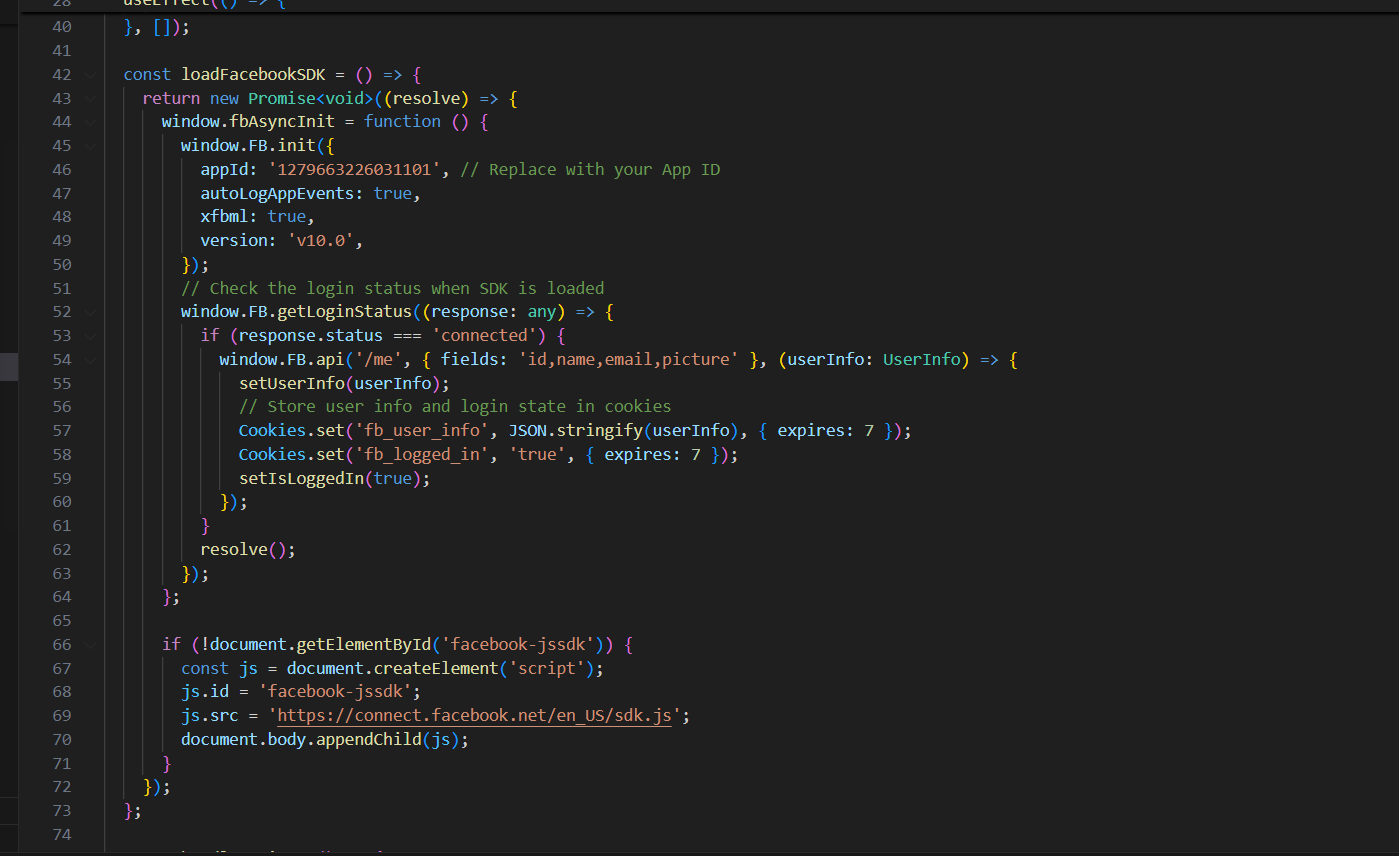 28 useEffect(() => {
40 }, []);
41
42 const loadFacebookSDK = () => {
43 return new Promise<void>((resolve) => {
44 window.fbAsyncInit = function () {
45 window.FB.init({
46 appId: '1279663226031101', // Replace with your App ID
47 autoLogAppEvents: true,
48 xfbml: true,
49 version: 'v10.0',
50 });
51 // Check the login status when SDK is loaded
52 window.FB.getLoginStatus((response: any) => {
53 if (response.status === 'connected') {
54 window.FB.api('/me', { fields: 'id,name,email,picture' }, (userInfo: UserInfo) => {
55 setUserInfo(userInfo);
56 // Store user info and login state in cookies
57 Cookies.set('fb_user_info', JSON.stringify(userInfo), { expires: 7 });
58 Cookies.set('fb_logged_in', 'true', { expires: 7 });
59 setIsLoggedIn(true);
60 });
61 }
62 resolve();
63 });
64 };
65
66 if (!document.getElementById('facebook-jssdk')) {
67 const js = document.createElement('script');
68 js.id = 'facebook-jssdk';
69 js.src = 'https://connect.facebook.net/en_US/sdk.js';
70 document.body.appendChild(js);
71 }
72 });
73 };
74